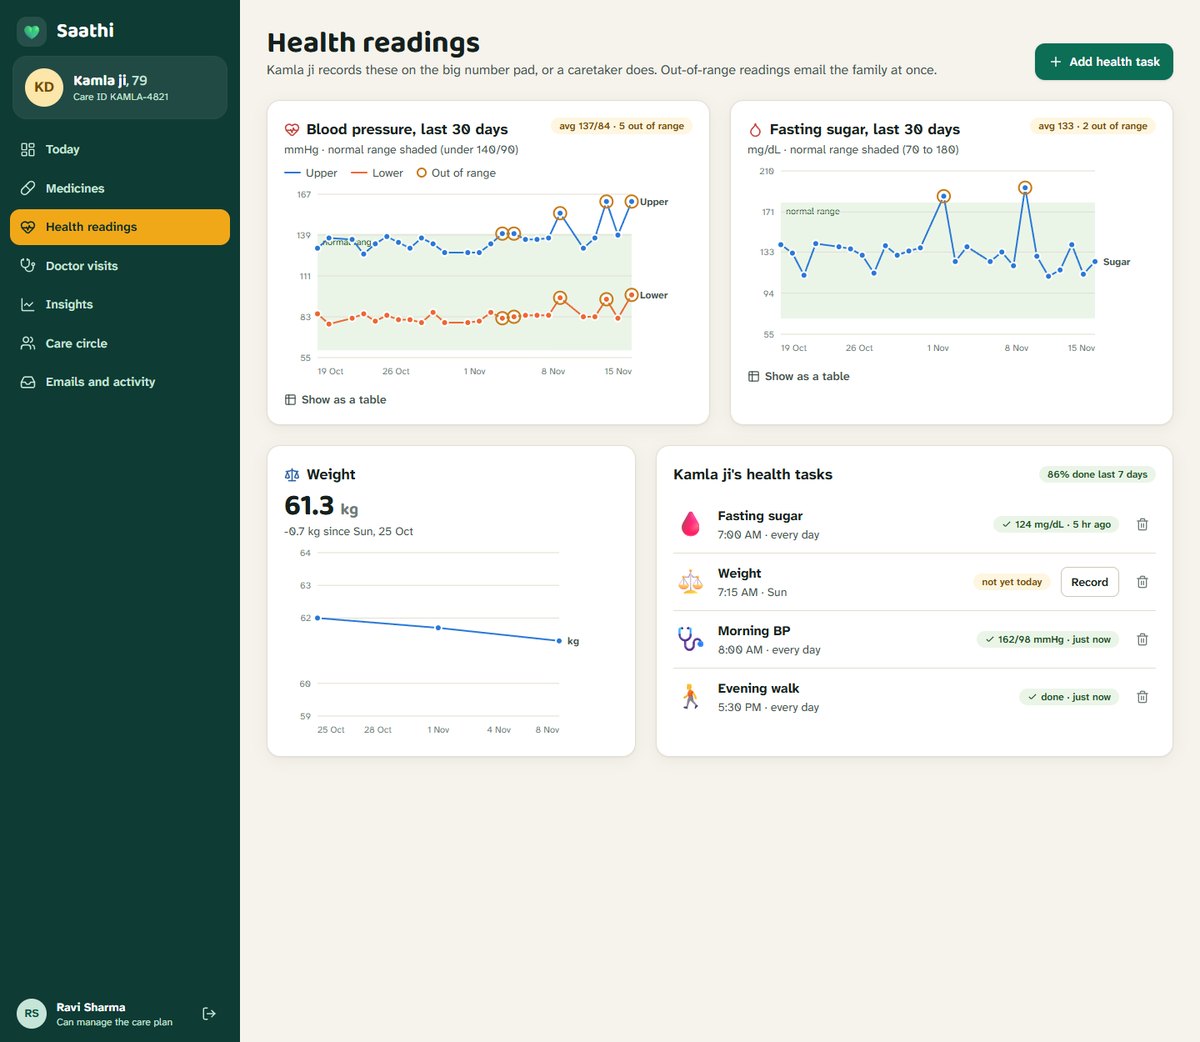 Saathi
KD
Kamla ji, 79
Care ID KAMLA-4821
Today
Medicines
Health readings
Doctor visits
Insights
Care circle
Emails and activity
RS
Ravi Sharma
Can manage the care plan
Health readings
Kamla ji records these on the big number pad, or a caretaker does. Out-of-range readings email the family at once.
Add health task
Blood pressure, last 30 days
avg 137/84 · 5 out of range
mmHg · normal range shaded (under 140/90)
Upper
Lower
Out of range
167
139
111
83
55
normal range
Upper
Lower
19 Oct
26 Oct
1 Nov
8 Nov
15 Nov
Show as a table
Fasting sugar, last 30 days
avg 133 · 2 out of range
mg/dL · normal range shaded (70 to 180)
210
171
133
94
55
normal range
Sugar
19 Oct
26 Oct
1 Nov
8 Nov
15 Nov
Show as a table
Weight
61.3 kg
-0.7 kg since Sun, 25 Oct
64
63
62
60
59
kg
25 Oct
28 Oct
1 Nov
4 Nov
8 Nov
Kamla ji's health tasks
86% done last 7 days
Fasting sugar
7:00 AM · every day
124 mg/dL · 5 hr ago
Weight
7:15 AM · Sun
not yet today
Record
Morning BP
8:00 AM · every day
162/98 mmHg · just now
Evening walk
5:30 PM · every day
done · just now